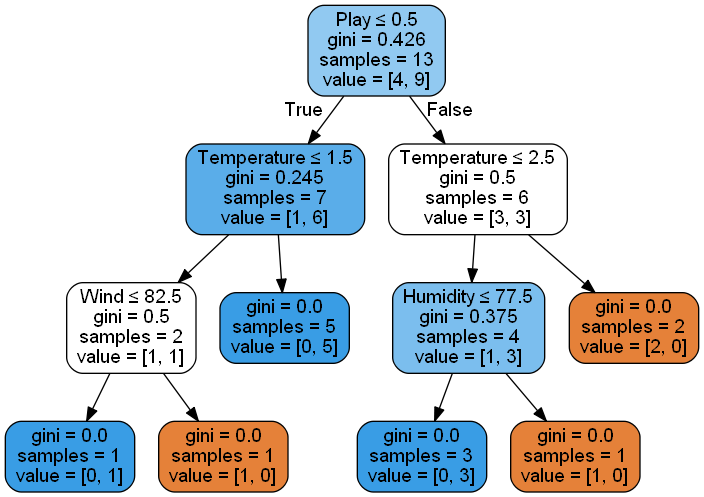 Play ≤ 0.5
gini = 0.426
samples = 13
value = [4, 9]
True
False
Temperature ≤ 1.5
gini = 0.245
samples = 7
value = [1, 6]
Temperature ≤ 2.5
gini = 0.5
samples = 6
value = [3, 3]
Wind ≤ 82.5
gini = 0.5
samples = 2
value = [1, 1]
gini = 0.0
samples = 5
value = [0, 5]
Humidity ≤ 77.5
gini = 0.375
samples = 4
value = [1, 3]
gini = 0.0
samples = 2
value = [2, 0]
gini = 0.0
samples = 1
value = [0, 1]
gini = 0.0
samples = 1
value = [1, 0]
gini = 0.0
samples = 3
value = [0, 3]
gini = 0.0
samples = 1
value = [1, 0]